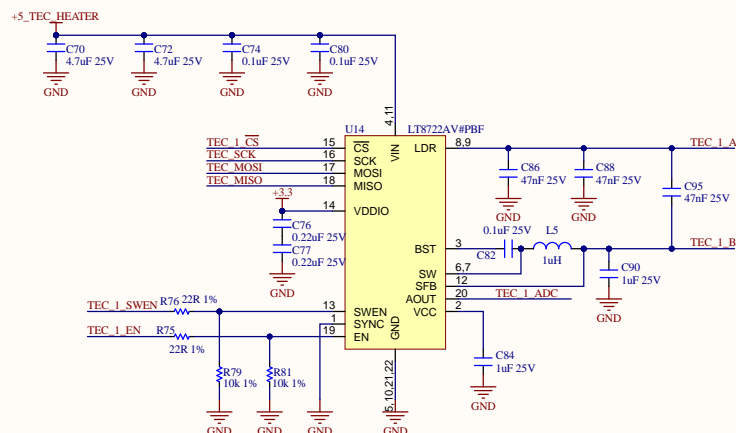 +5_TEC_HEATER
C70
4.7uF 25V
C72
4.7uF 25V
C74
0.1uF 25V
C80
0.1uF 25V
GND
GND
GND
GND
U14
LT8722AV#PBF
4,11
VIN
TEC_1_CS
15
CS
TEC_SCK
16
SCK
TEC_MOSI
17
MOSI
TEC_MISO
18
MISO
+3.3
14
VDDIO
C76
0.22uF 25V
C77
0.22uF 25V
GND
LDR
8,9
TEC_1_A
C86
47nF 25V
C88
47nF 25V
C95
47nF 25V
GND
GND
0.1uF 25V
L5
BST
3
C82
1uH
TEC_1_B
SW
6,7
SFB
12
AOUT
20
TEC_1_ADC
VCC
2
C90
1uF 25V
GND
TEC_1_SWEN
R76
22R 1%
13
SWEN
1
SYNC
TEC_1_EN
R75
22R 1%
19
EN
GND
5,10,21,22
R79
10k 1%
R81
10k 1%
C84
1uF 25V
GND
GND
GND
GND
GND
GND